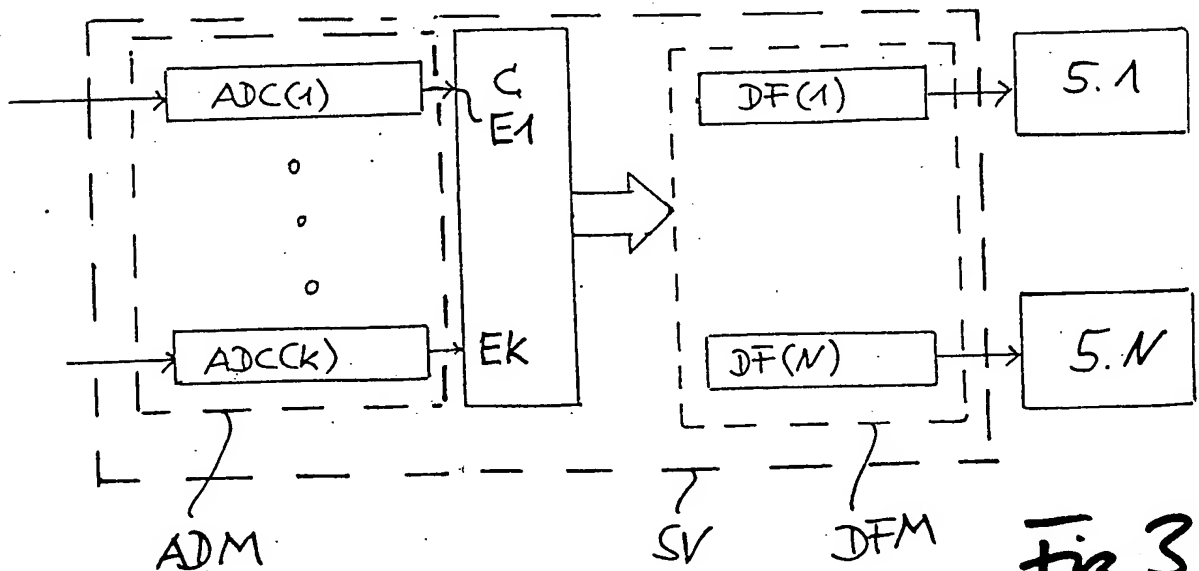 ADC(1)
C
E1
DF(1)
5.1
ADC(k)
EK
DF(N)
5.N
ADM
SV
DFM
Fig 3